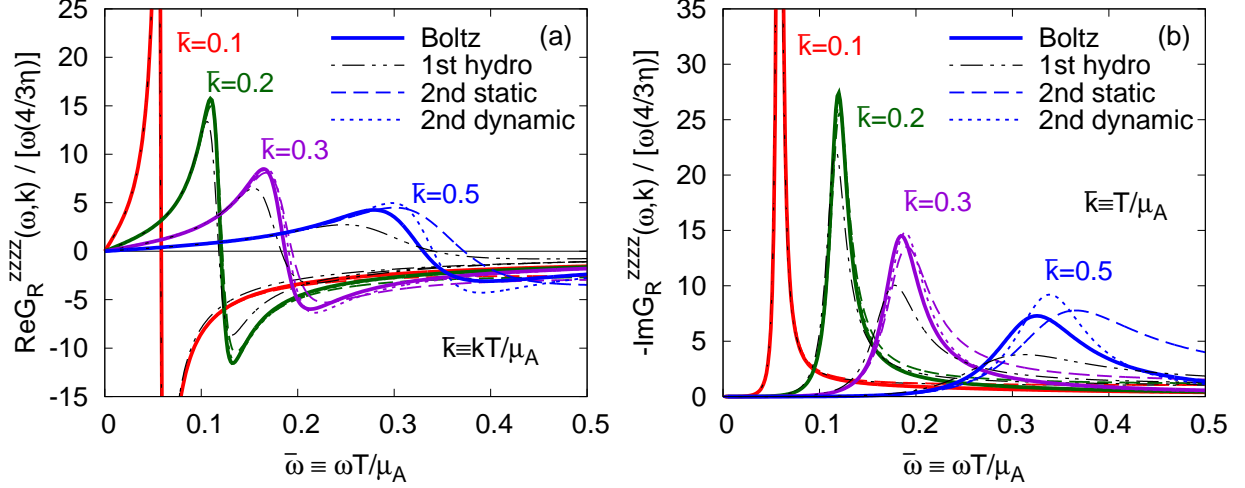 ReG_R^{zzzz}(ω,k) / [ω(4/3η)]
25
20
15
10
5
0
-5
-10
-15
(a)
Boltz
1st hydro
2nd static
2nd dynamic
k̄=0.1
k̄=0.2
k̄=0.3
k̄=0.5
k̄≡kT/μ_A
0 0.1 0.2 0.3 0.4 0.5
ω̄ ≡ ωT/μ_A
-ImG_R^{zzzz}(ω,k) / [ω(4/3η)]
35
30
25
20
15
10
5
0
(b)
Boltz
1st hydro
2nd static
2nd dynamic
k̄=0.1
k̄=0.2
k̄=0.3
k̄=0.5
k̄≡T/μ_A
0 0.1 0.2 0.3 0.4 0.5
ω̄ ≡ ωT/μ_A